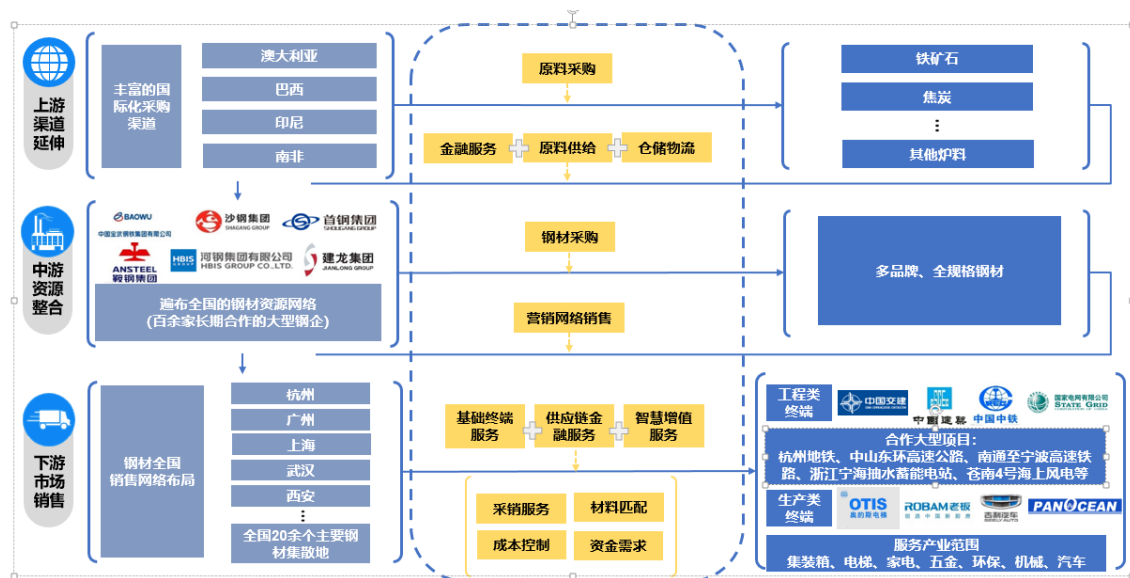 上游
渠道
延伸
丰富的国
际化采购
渠道
澳大利亚
巴西
印尼
南非
原料采购
金融服务
原料供给
仓储物流
铁矿石
焦炭
其他炉料
中游
资源
整合
BAOWU
中国宝武钢铁集团有限公司
沙钢集团
SHAGANG GROUP
首钢集团
SHOUGANG GROUP
ANSTEEL
鞍钢集团
HBIS
河钢集团有限公司
HBIS GROUP CO.,LTD.
建龙集团
JIANLONG GROUP
遍布全国的钢材资源网络
(百余家长期合作的大型钢企)
钢材采购
营销网络销售
多品牌、全规格钢材
下游
市场
销售
钢材全国
销售网络布局
杭州
广州
上海
武汉
西安
全国20余个主要钢
材集散地
基础终端
服务
供应链金
融服务
智慧增值
服务
采销服务
材料匹配
成本控制
资金需求
工程类
终端
中国交建
中国建筑
中国中铁
国家电网有限公司
STATE GRID
合作大型项目：
杭州地铁、中山东环高速公路、南通至宁波高速铁
路、浙江宁海抽水蓄能电站、苍南4号海上风电等
生产类
终端
OTIS
奥的斯电梯
ROBAM老板
吉利汽车
GEELY AUTO
PAN OCEAN
服务产业范围
集装箱、电梯、家电、五金、环保、机械、汽车